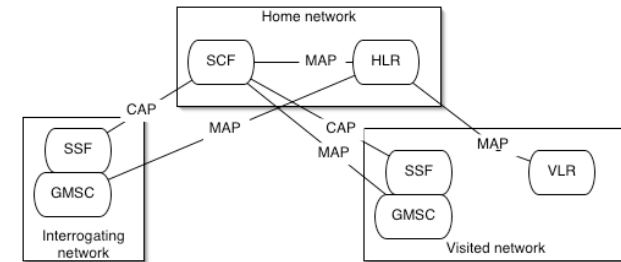 Home network
SCF
MAP
HLR
CAP
MAP
CAP
MAP
MAP
SSF
GMSC
SSF
GMSC
VLR
Interrogating
network
Visited network